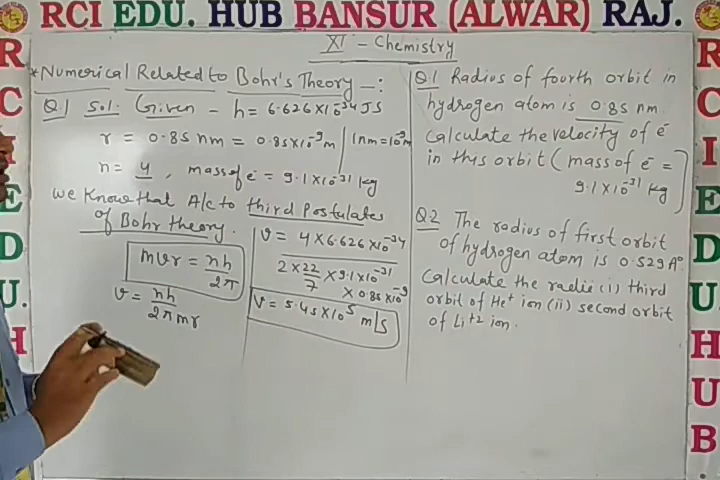 RCI EDU. HUB BANSUR (ALWAR) RAJ.
XI - Chemistry
*Numerical Related to Bohr's Theory -:
Q.1 Sol. Given - h = 6.626×10⁻³⁴ JS
r = 0.85 nm = 0.85×10⁻⁹ m | 1nm = 10⁻⁹ m
n = 4 , mass of e⁻ = 9.1×10⁻³¹ kg
we know that A/c to third Postulates
of Bohr theory.
mvr = nh/2π
v = nh/2πmr
v = 4×6.626×10⁻³⁴
2×22/7×9.1×10⁻³¹
×0.85×10⁻⁹
v = 5.45×10⁵ m/s
Q.1 Radius of fourth orbit in
hydrogen atom is 0.85 nm.
Calculate the velocity of e⁻
in this orbit (mass of e⁻ =
9.1×10⁻³¹ kg)
Q.2 The radius of first orbit
of hydrogen atom is 0.529 A°.
Calculate the radii (i) third
orbit of He⁺ ion (ii) second orbit
of Li⁺² ion.
R
C
I
E
D
U.
H
R
C
I
E
D
U.
H
U
B